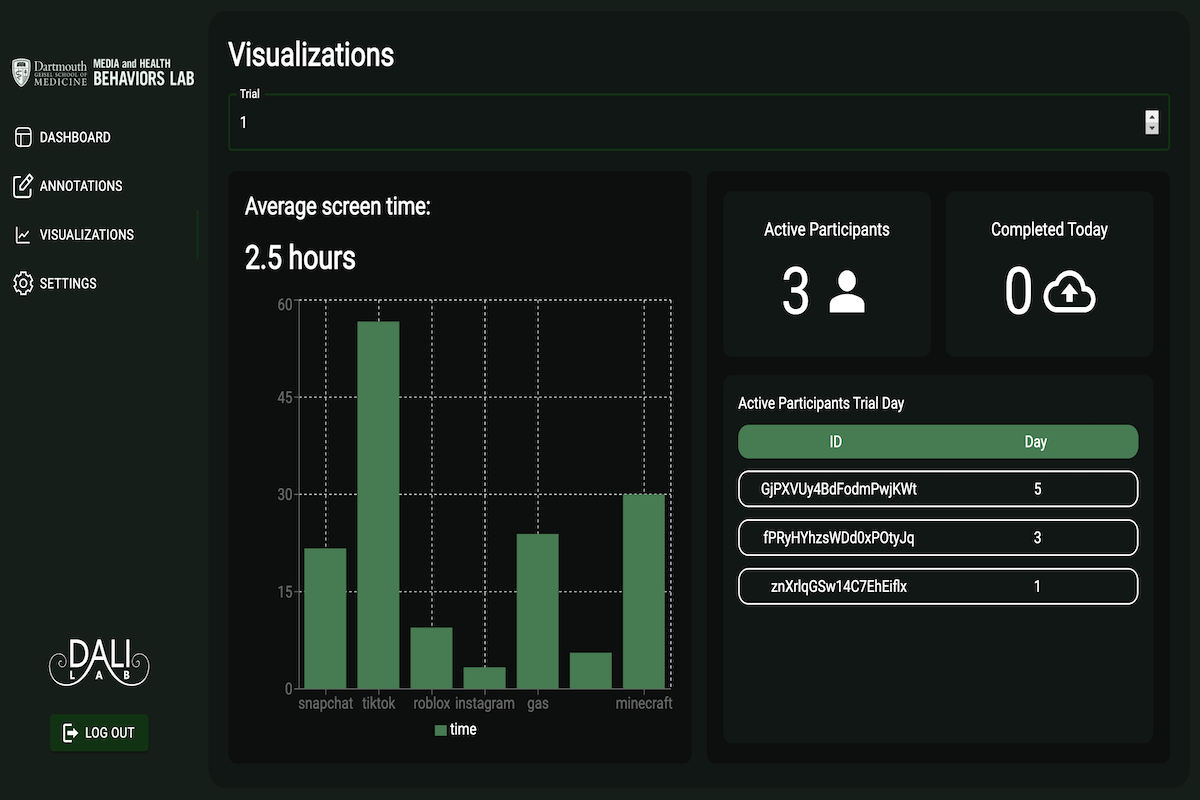 Dartmouth
GEISEL SCHOOL OF
MEDICINE
MEDIA and HEALTH
BEHAVIORS LAB
DASHBOARD
ANNOTATIONS
VISUALIZATIONS
SETTINGS
DALI
LAB
LOG OUT
Visualizations
Trial
1
Average screen time:
2.5 hours
60
45
30
15
0
snapchat tiktok roblox instagram gas minecraft
time
Active Participants
3
Completed Today
0
Active Participants Trial Day
ID Day
GjPXVUy4BdFodmPwjKWt 5
fPRyHYhzsWDd0xPOtyJq 3
znXrlqGSw14C7EhEiflx 1